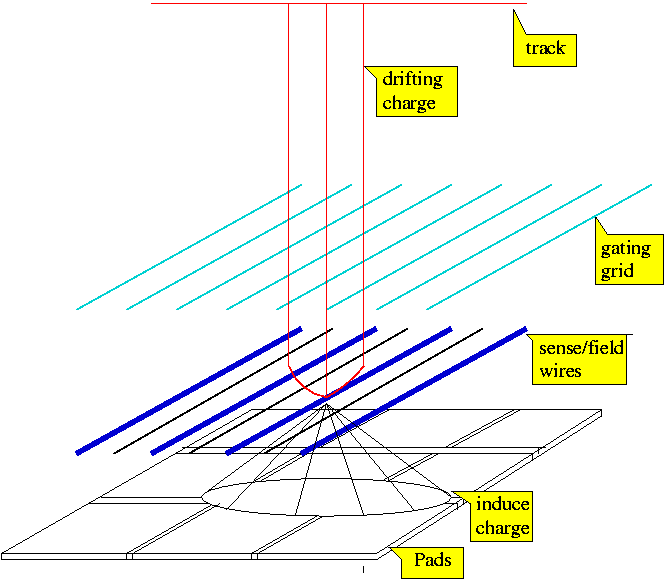 track
drifting
charge
gating
grid
sense/field
wires
induce
charge
Pads